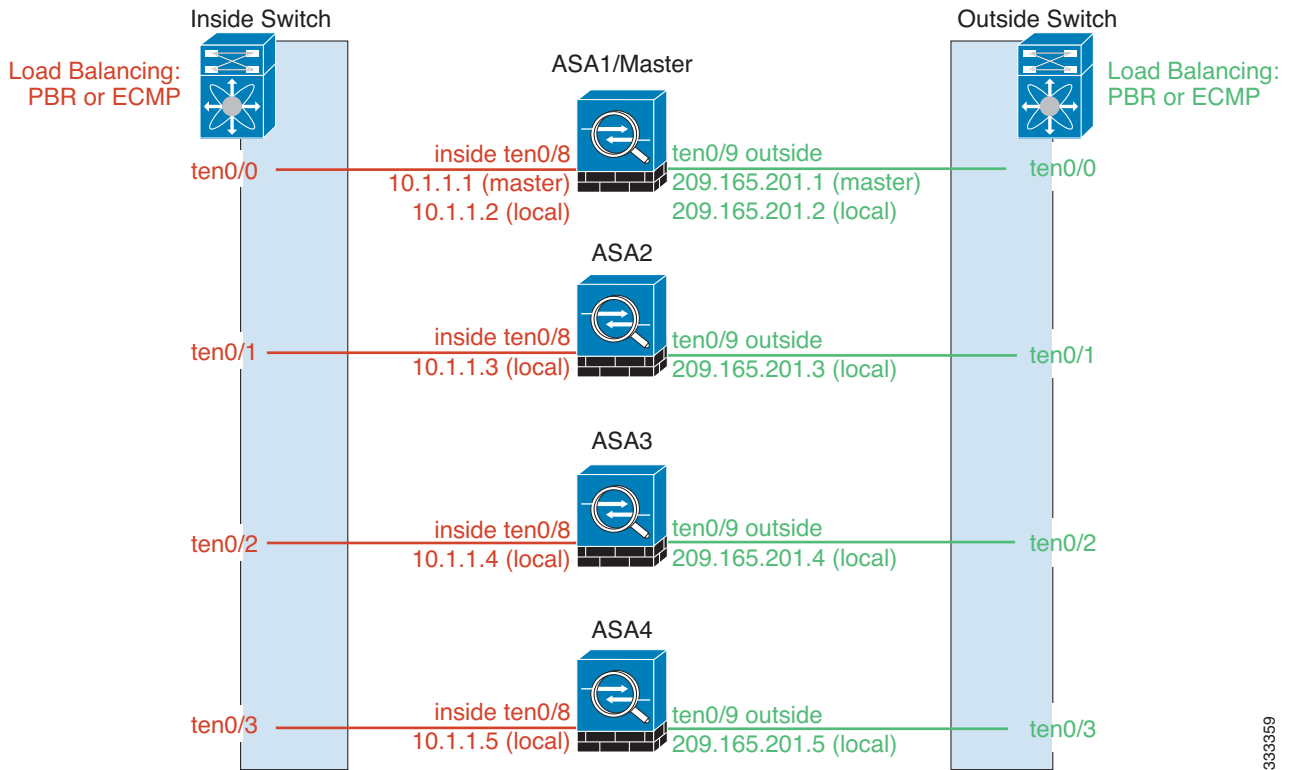 Inside Switch
Outside Switch
Load Balancing:
PBR or ECMP
ASA1/Master
Load Balancing:
PBR or ECMP
ten0/0
inside ten0/8
10.1.1.1 (master)
10.1.1.2 (local)
ten0/9 outside
209.165.201.1 (master)
209.165.201.2 (local)
ten0/0
ASA2
ten0/1
inside ten0/8
10.1.1.3 (local)
ten0/9 outside
209.165.201.3 (local)
ten0/1
ASA3
ten0/2
inside ten0/8
10.1.1.4 (local)
ten0/9 outside
209.165.201.4 (local)
ten0/2
ASA4
ten0/3
inside ten0/8
10.1.1.5 (local)
ten0/9 outside
209.165.201.5 (local)
ten0/3
333359